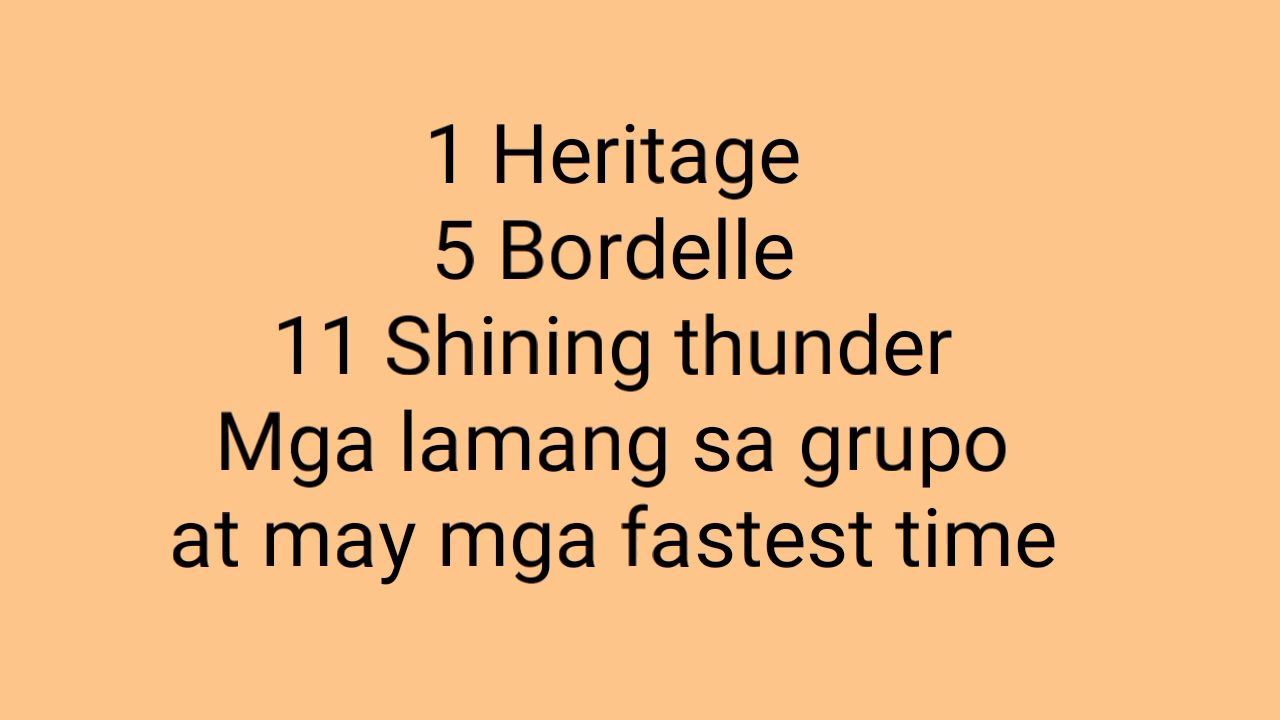 1 Heritage
5 Bordelle
11 Shining thunder
Mga lamang sa grupo
at may mga fastest time